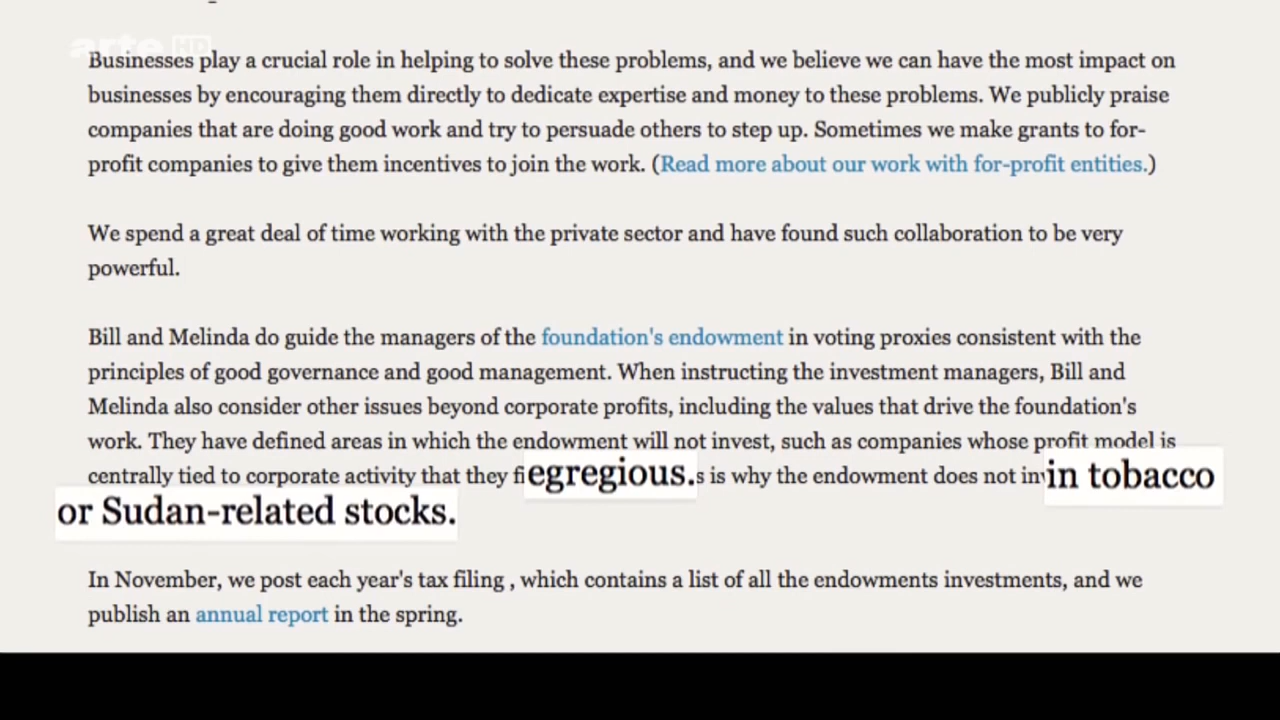 arte HD
Businesses play a crucial role in helping to solve these problems, and we believe we can have the most impact on
businesses by encouraging them directly to dedicate expertise and money to these problems. We publicly praise
companies that are doing good work and try to persuade others to step up. Sometimes we make grants to for-
profit companies to give them incentives to join the work. (Read more about our work with for-profit entities.)
We spend a great deal of time working with the private sector and have found such collaboration to be very
powerful.
Bill and Melinda do guide the managers of the foundation's endowment in voting proxies consistent with the
principles of good governance and good management. When instructing the investment managers, Bill and
Melinda also consider other issues beyond corporate profits, including the values that drive the foundation's
work. They have defined areas in which the endowment will not invest, such as companies whose profit model is
centrally tied to corporate activity that they egregious. is why the endowment does not in tobacco
or Sudan-related stocks.
In November, we post each year's tax filing , which contains a list of all the endowments investments, and we
publish an annual report in the spring.